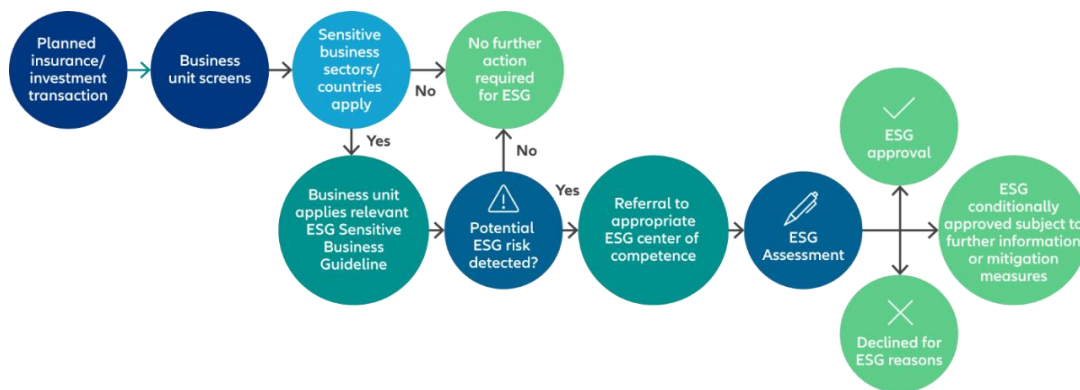 Planned
insurance/
investment
transaction
Business
unit screens
Sensitive
business
sectors/
countries
apply
No
No further
action
required
for ESG
Yes
No
Business unit
applies relevant
ESG Sensitive
Business
Guideline
Potential
ESG risk
detected?
Yes
Referral to
appropriate
ESG center of
competence
ESG
Assessment
ESG
approval
ESG
conditionally
approved subject to
further information
or mitigation
measures
Declined for
ESG reasons